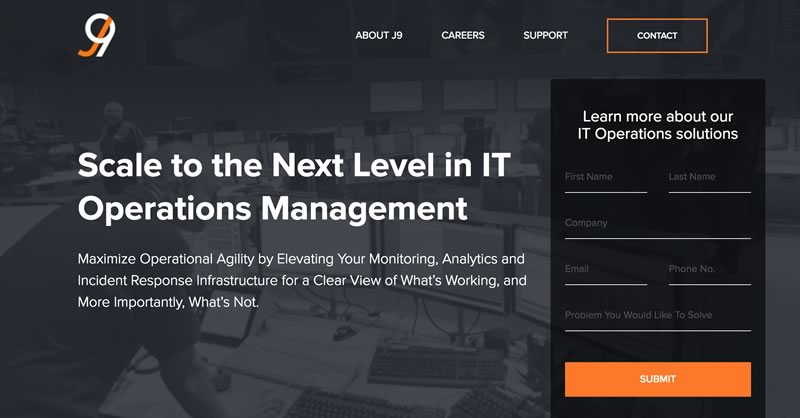 J9
ABOUT J9
CAREERS
SUPPORT
CONTACT
Scale to the Next Level in IT
Operations Management
Maximize Operational Agility by Elevating Your Monitoring, Analytics and
Incident Response Infrastructure for a Clear View of What’s Working, and
More Importantly, What’s Not.
Learn more about our
IT Operations solutions
First Name
Last Name
Company
Email
Phone No.
Problem You Would Like To Solve
SUBMIT